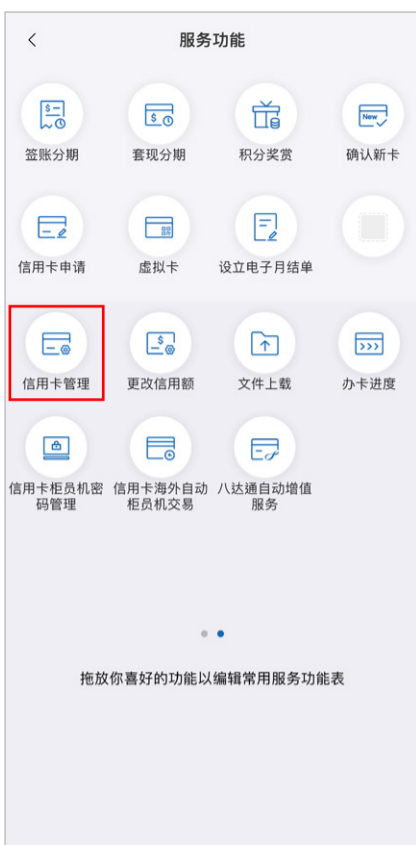 服务功能
签账分期 套现分期 积分奖赏 确认新卡
信用卡申请 虚拟卡 设立电子月结单
信用卡管理 更改信用额 文件上载 办卡进度
信用卡柜员机密 信用卡海外自动 八达通自动增值
码管理 柜员机交易 服务
拖放你喜好的功能以编辑常用服务功能表